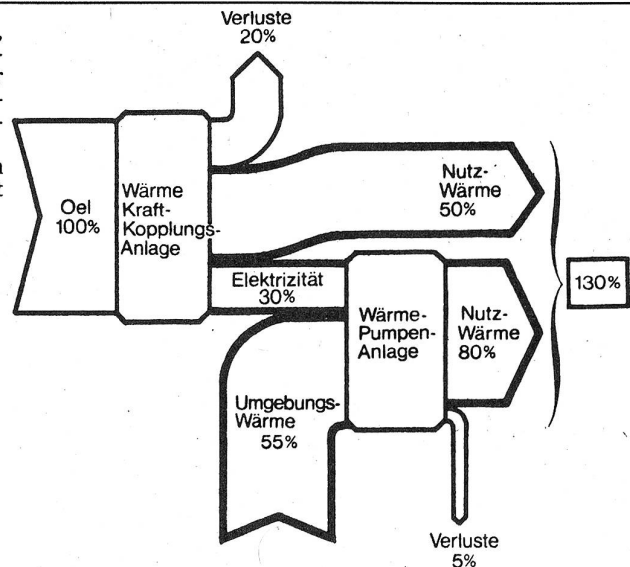 Verluste
20%
Oel
100%
Wärme
Kraft-
Kopplungs-
Anlage
Nutz-
Wärme
50%
Elektrizität
30%
Wärme-
Pumpen-
Anlage
Nutz-
Wärme
80%
130%
Umgebungs-
Wärme
55%
Verluste
5%